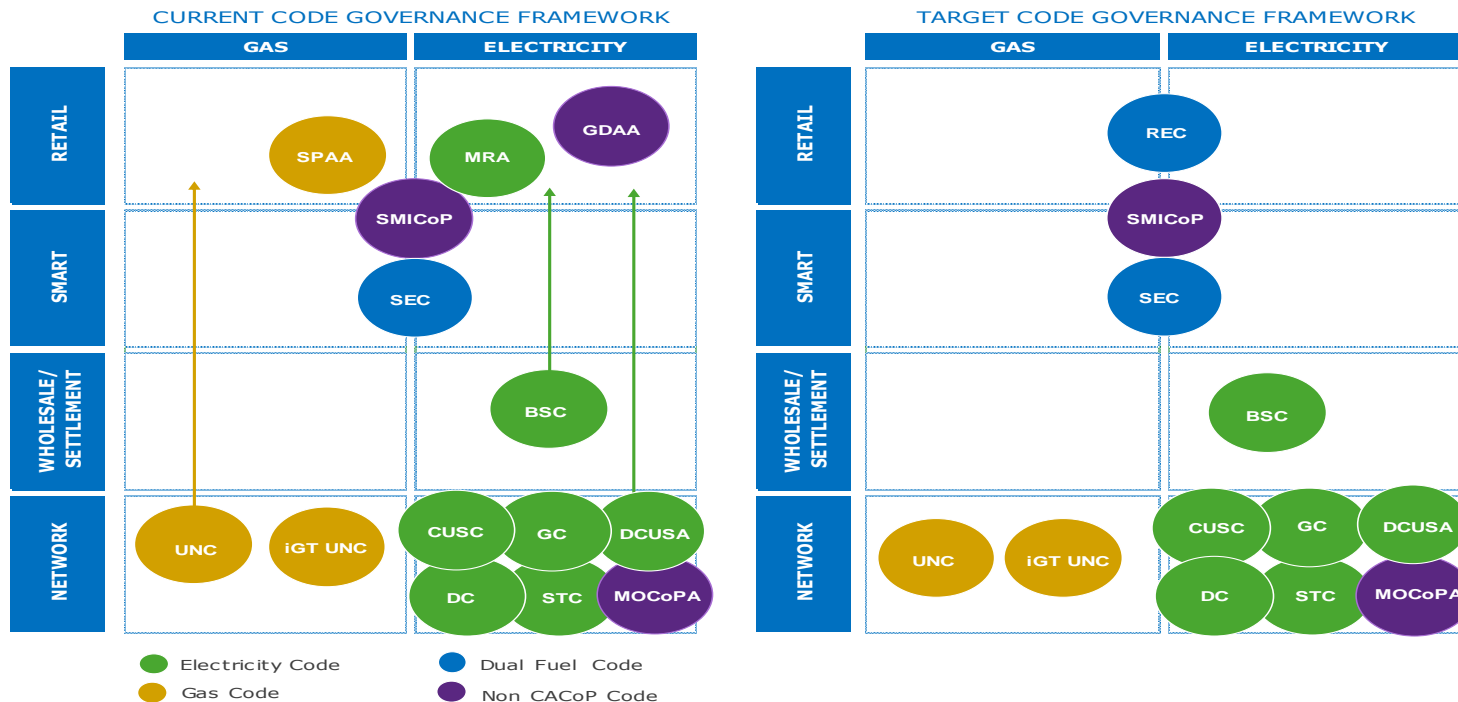 CURRENT CODE GOVERNANCE FRAMEWORK
GAS
ELECTRICITY
RETAIL
SPAA
MRA
GDAA
SMICoP
SMART
SEC
WHOLESALE/
SETTLEMENT
BSC
NETWORK
UNC
iGT UNC
CUSC
GC
DCUSA
DC
STC
MOCoPA
Electricity Code
Dual Fuel Code
Gas Code
Non CACoP Code
TARGET CODE GOVERNANCE FRAMEWORK
GAS
ELECTRICITY
RETAIL
REC
SMICoP
SMART
SEC
WHOLESALE/
SETTLEMENT
BSC
NETWORK
UNC
iGT UNC
CUSC
GC
DCUSA
DC
STC
MOCoPA